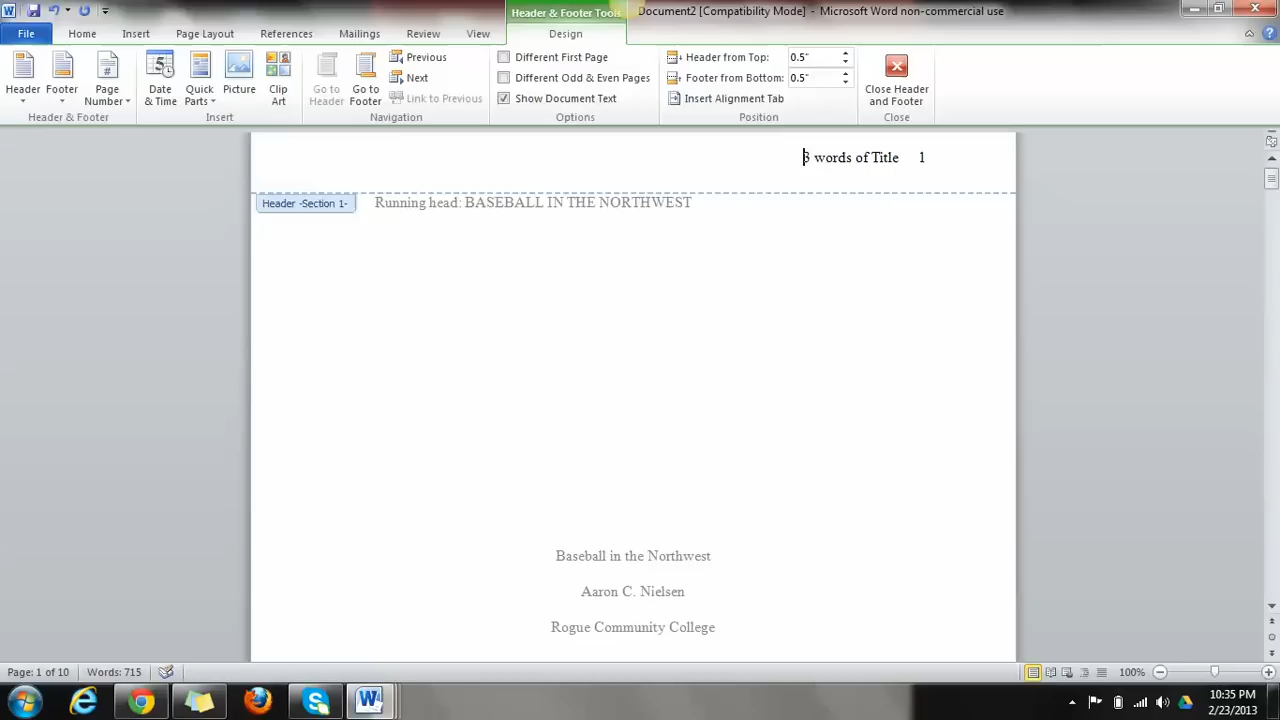 Header & Footer Tools
Document2 [Compatibility Mode] - Microsoft Word non-commercial use
File Home Insert Page Layout References Mailings Review View Design
Header
Footer
Page Number
Header & Footer
Date & Time
Quick Parts
Picture
Clip Art
Insert
Go to Header
Go to Footer
Previous
Next
Link to Previous
Navigation
Different First Page
Different Odd & Even Pages
Show Document Text
Options
Header from Top: 0.5"
Footer from Bottom: 0.5"
Insert Alignment Tab
Position
Close Header and Footer
Close
3 words of Title 1
Header -Section 1-
Running head: BASEBALL IN THE NORTHWEST
Baseball in the Northwest
Aaron C. Nielsen
Rogue Community College
Page: 1 of 10 Words: 715 100%
10:35 PM
2/23/2013